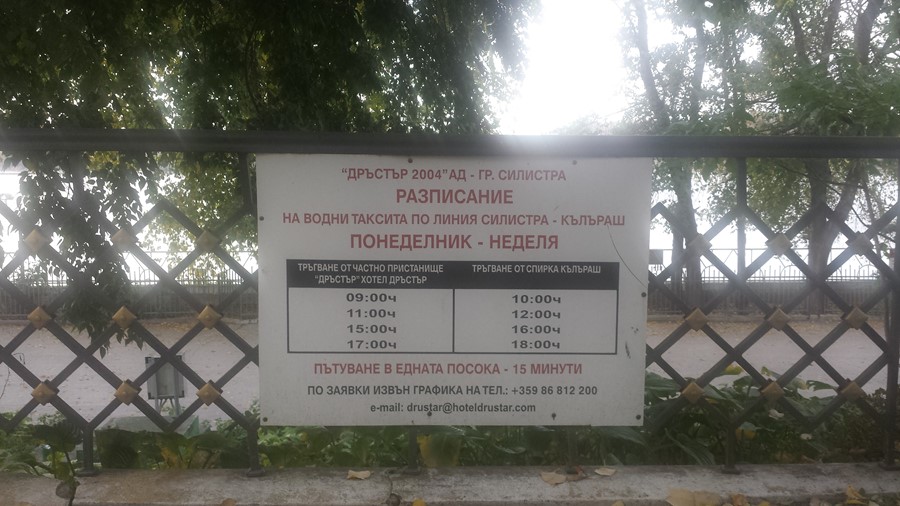 "ДРЪСТЪР 2004"АД - ГР. СИЛИСТРА
РАЗПИСАНИЕ
НА ВОДНИ ТАКСИТА ПО ЛИНИЯ СИЛИСТРА - КЪЛЪРАШ
ПОНЕДЕЛНИК - НЕДЕЛЯ
ТРЪГВАНЕ ОТ ЧАСТНО ПРИСТАНИЩЕ
"ДРЪСТЪР" ХОТЕЛ ДРЪСТЪР
ТРЪГВАНЕ ОТ СПИРКА КЪЛЪРАШ
09:00ч 10:00ч
11:00ч 12:00ч
15:00ч 16:00ч
17:00ч 18:00ч
ПЪТУВАНЕ В ЕДНАТА ПОСОКА - 15 МИНУТИ
ПО ЗАЯВКИ ИЗВЪН ГРАФИКА НА ТЕЛ.: +359 86 812 200
e-mail: drustar@hoteldrustar.com